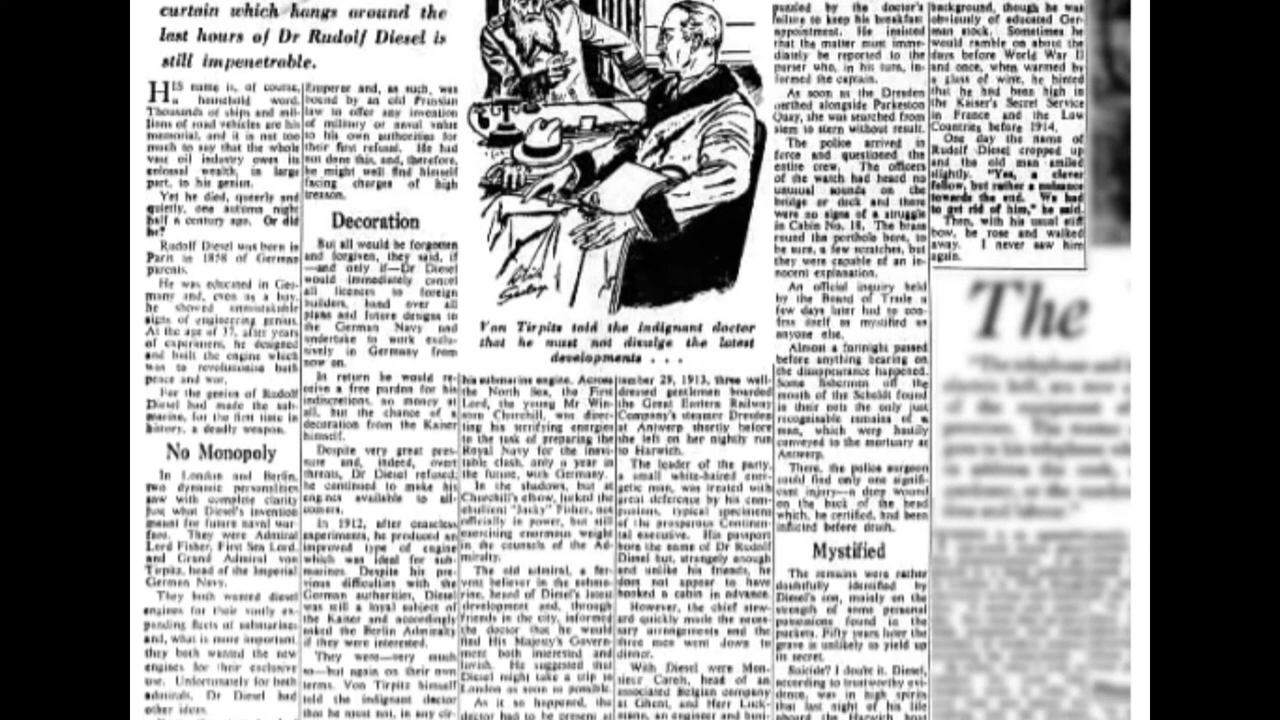 curtain which hangs around the
last hours of Dr Rudolf Diesel is
still impenetrable.
HIS name is, of course,
a household word.
Thousands of ships and mil-
lions of road vehicles are his
memorial, and it is not too
much to say that the whole
vast oil industry owes its
colossal wealth, in large
part, to his genius.
Yet he died, queerly and
quietly, one autumn night
half a century ago. Or did
he?
Rudolf Diesel was born in
Paris in 1858 of German
parents.
He was educated in Ger-
many and, even as a boy,
he showed unmistakable
signs of engineering genius.
At the age of 37, after years
of experiment, he designed
and built the engine which
was to revolutionise both
peace and war.
For the genius of Rudolf
Diesel had made the sub-
marine, for the first time in
history, a deadly weapon.
No Monopoly
In London and Berlin,
two dynamic personalities
saw with complete clarity
just what Diesel's invention
meant for future naval war-
fare. They were Admiral
Lord Fisher, First Sea Lord,
and Grand Admiral von
Tirpitz, head of the Imperial
German Navy.
They both wanted diesel
engines for their vastly ex-
panding fleets of submarines
and, what is more important,
they both wanted the new
engines for their exclusive
use. Unfortunately for both
admirals, Dr Diesel had
other ideas.
Emperor and, as such, was
bound by an old Prussian
law to offer any invention
of military or naval value
to his own authorities for
their first refusal. He had
not done this, and, therefore,
he might well find himself
facing charges of high
treason.
Decoration
But all would be forgotten
and forgiven, they said, if
—and only if—Dr Diesel
would immediately cancel
all licences to foreign
builders, hand over all
plans and future designs to
the German Navy and
undertake to work exclu-
sively in Germany from
now on.
In return he would re-
ceive a free pardon for his
indiscretions, no money at
all, but the chance of a
decoration from the Kaiser
himself.
Despite very great pres-
sure and, indeed, overt
threats, Dr Diesel refused;
he continued to make his
engines available to all-
comers.
In 1912, after ceaseless
experiments, he produced an
improved type of engine
which was ideal for sub-
marines. Despite his pre-
vious difficulties with the
German authorities, Diesel
was still a loyal subject of
the Kaiser and accordingly
asked the Berlin Admiralty
if they were interested.
They were—very much
so—but again on their own
terms. Von Tirpitz himself
told the indignant doctor
that he must not, in any cir-
Von Tirpitz told the indignant doctor
that he must not divulge the latest
developments . . .
his submarine engine. Across
the North Sea, the First
Lord, the young Mr Win-
ston Churchill, was direc-
ting his terrifying energies
to the task of preparing the
Royal Navy for the inevi-
table clash, only a year in
the future, with Germany.
In the shadows, but at
Churchill's elbow, lurked the
ebullient "Jacky" Fisher, not
officially in power, but still
exerting enormous weight
in the counsels of the Ad-
miralty.
The old admiral, a fer-
vent believer in the subma-
rine, heard of Diesel's latest
development and, through
friends in the city, informed
the doctor that he would
find His Majesty's Govern-
ment both interested and
lavish. He suggested that
Diesel might take a trip to
London as soon as possible.
As it so happened, the
doctor had to be present at
tember 29, 1913, three well-
dressed gentlemen boarded
the Great Eastern Railway
Company's steamer Dresden
at Antwerp shortly before
she left on her nightly run
to Harwich.
The leader of the party,
a small white-haired ener-
getic man, was treated with
great deference by his com-
panions, typical specimens
of the prosperous Continen-
tal executive. His passport
bore the name of Dr Rudolf
Diesel but, strangely enough
and unlike his friends, he
does not appear to have
booked a cabin in advance.
However, the chief stew-
ard quickly made the neces-
sary arrangements and the
three men went down to
dinner.
With Diesel were Mon-
sieur Carels, head of an
associated Belgian company
at Ghent, and Herr Luck-
mann, an engineer and busi-
puzzled by the doctor's
failure to keep his breakfast
appointment. He insisted
that the matter must imme-
diately be reported to the
purser who, in his turn, in-
formed the captain.
As soon as the Dresden
berthed alongside Parkeston
Quay, she was searched from
stem to stern without result.
The police arrived in
force and questioned the
entire crew. The officers
of the watch had heard no
unusual sounds on the
bridge or deck and there
were no signs of a struggle
in Cabin No. 18. The brass
round the porthole bore, to
be sure, a few scratches, but
they were capable of an in-
nocent explanation.
An official inquiry held
by the Board of Trade a
few days later had to con-
fess itself as mystified as
anyone else.
Almost a fortnight passed
before anything bearing on
the disappearance happened.
Some fishermen off the
mouth of the Scheldt found
in their nets the only just
recognisable remains of a
man, which were hastily
conveyed to the mortuary at
Antwerp.
There, the police surgeon
could find only one signifi-
cant injury—a deep wound
on the back of the head
which, he certified, had been
inflicted before death.
Mystified
The remains were rather
doubtfully identified by
Diesel's son, mainly on the
strength of some personal
possessions found in the
pockets. Fifty years later the
grave is unlikely to yield up
its secret.
Suicide? I doubt it. Diesel,
according to trustworthy evi-
dence, was in high spirits
that last night of his life
aboard the Harwich boat
background, though he was
obviously of educated Ger-
man stock. Sometimes he
would ramble on about the
days before World War II
and once, when warmed by
a glass of wine, he hinted
that he had been high in
the Kaiser's Secret Service
in France and the Low
Countries before 1914.
One day the name of
Rudolf Diesel cropped up
and the old man smiled
slightly. "Yes, a clever
fellow, but rather a nuisance
towards the end. We had
to get rid of him," he said.
Then, with his usual stiff
bow, he rose and walked
away. I never saw him
again.
The